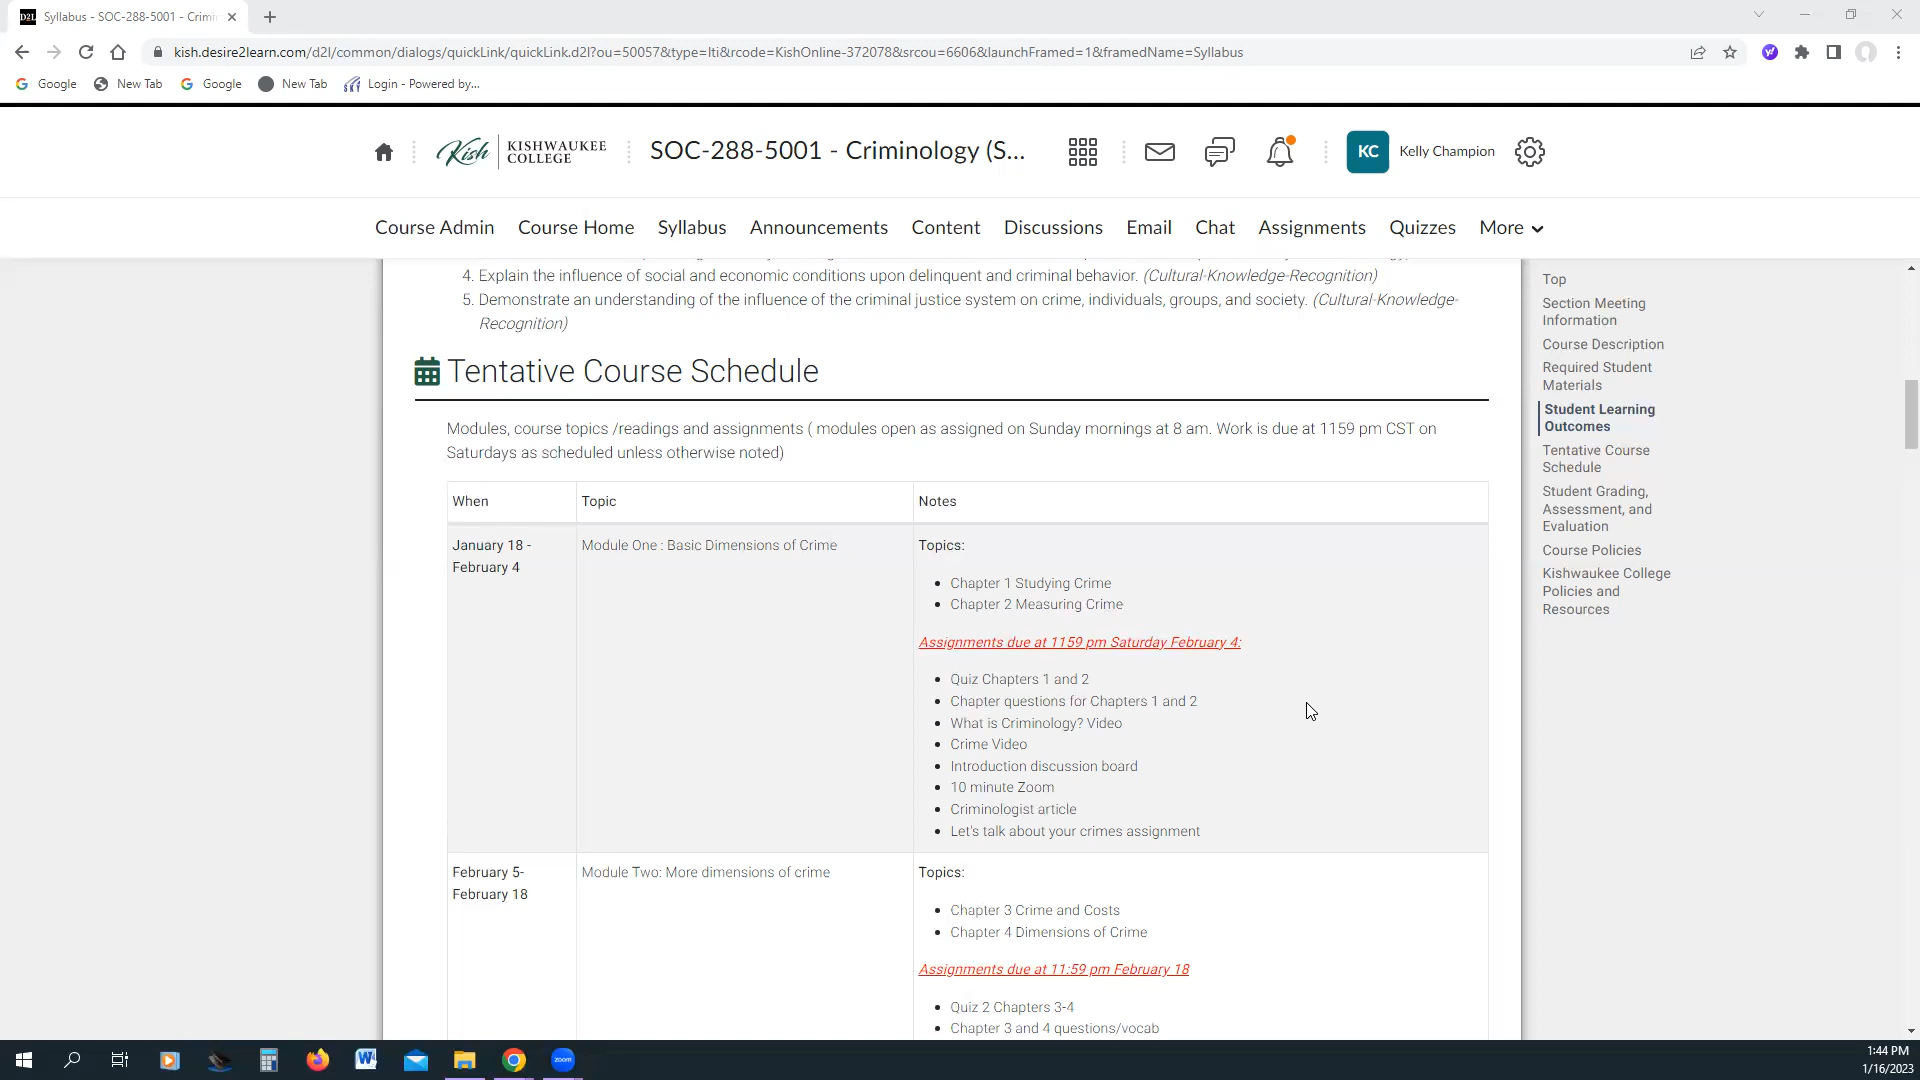 Syllabus - SOC-288-5001 - Crimin
kish.desire2learn.com/d2l/common/dialogs/quickLink/quickLink.d2l?ou=50057&type=lti&rcode=KishOnline-372078&srcou=6606&launchFramed=1&framedName=Syllabus
Google New Tab Google New Tab Login - Powered by...
Kish KISHWAUKEE COLLEGE SOC-288-5001 - Criminology (S... KC Kelly Champion
Course Admin Course Home Syllabus Announcements Content Discussions Email Chat Assignments Quizzes More
4. Explain the influence of social and economic conditions upon delinquent and criminal behavior. (Cultural-Knowledge-Recognition)
5. Demonstrate an understanding of the influence of the criminal justice system on crime, individuals, groups, and society. (Cultural-Knowledge-
Recognition)
Tentative Course Schedule
Modules, course topics /readings and assignments ( modules open as assigned on Sunday mornings at 8 am. Work is due at 1159 pm CST on
Saturdays as scheduled unless otherwise noted)
When Topic Notes
January 18 -
February 4
Module One : Basic Dimensions of Crime
Topics:
• Chapter 1 Studying Crime
• Chapter 2 Measuring Crime
Assignments due at 1159 pm Saturday February 4:
• Quiz Chapters 1 and 2
• Chapter questions for Chapters 1 and 2
• What is Criminology? Video
• Crime Video
• Introduction discussion board
• 10 minute Zoom
• Criminologist article
• Let's talk about your crimes assignment
February 5-
February 18
Module Two: More dimensions of crime
Topics:
• Chapter 3 Crime and Costs
• Chapter 4 Dimensions of Crime
Assignments due at 11:59 pm February 18
• Quiz 2 Chapters 3-4
• Chapter 3 and 4 questions/vocab
Top
Section Meeting
Information
Course Description
Required Student
Materials
Student Learning
Outcomes
Tentative Course
Schedule
Student Grading,
Assessment, and
Evaluation
Course Policies
Kishwaukee College
Policies and
Resources
zoom
1:44 PM
1/16/2023